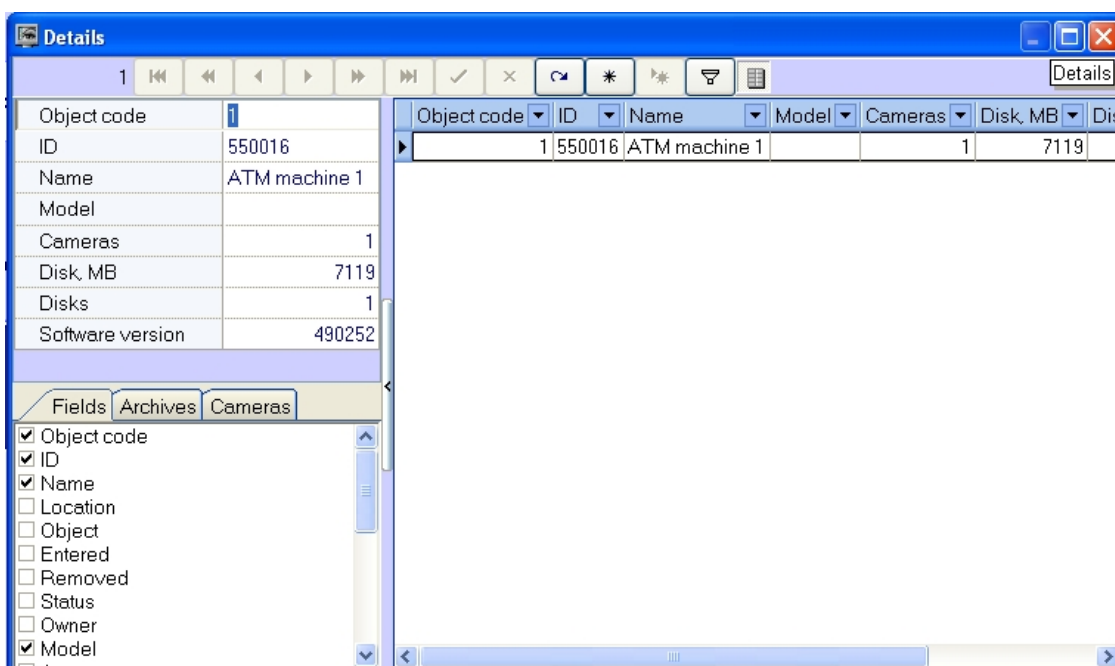 Details
1
Details
Object code 1
ID 550016
Name ATM machine 1
Model
Cameras 1
Disk, MB 7119
Disks 1
Software version 490252
Object code ID Name Model Cameras Disk, MB
1 550016 ATM machine 1 1 7119
Fields Archives Cameras
Object code
ID
Name
Location
Object
Entered
Removed
Status
Owner
Model